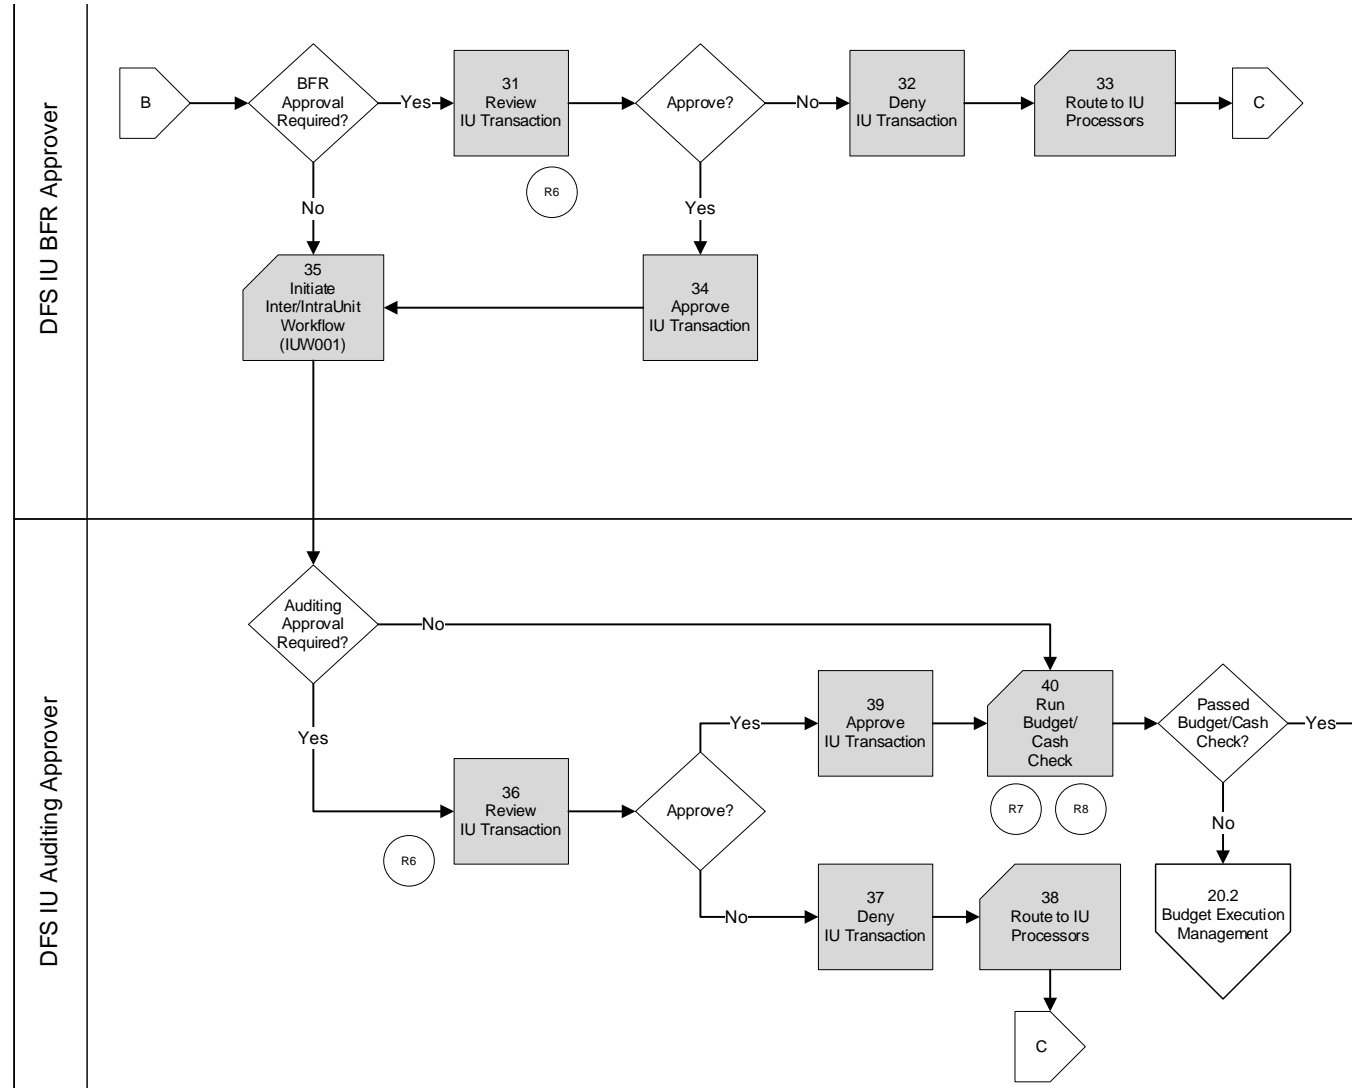 DFS IU BFR Approver
B
BFR
Approval
Required?
Yes
31
Review
IU Transaction
R6
Approve?
No
32
Deny
IU Transaction
33
Route to IU
Processors
C
No
Yes
35
Initiate
Inter/IntraUnit
Workflow
(IUW001)
34
Approve
IU Transaction
DFS IU Auditing Approver
Auditing
Approval
Required?
No
Yes
36
Review
IU Transaction
R6
Approve?
Yes
39
Approve
IU Transaction
40
Run
Budget/
Cash
Check
R7
R8
Passed
Budget/Cash
Check?
Yes
No
20.2
Budget Execution
Management
No
37
Deny
IU Transaction
38
Route to IU
Processors
C